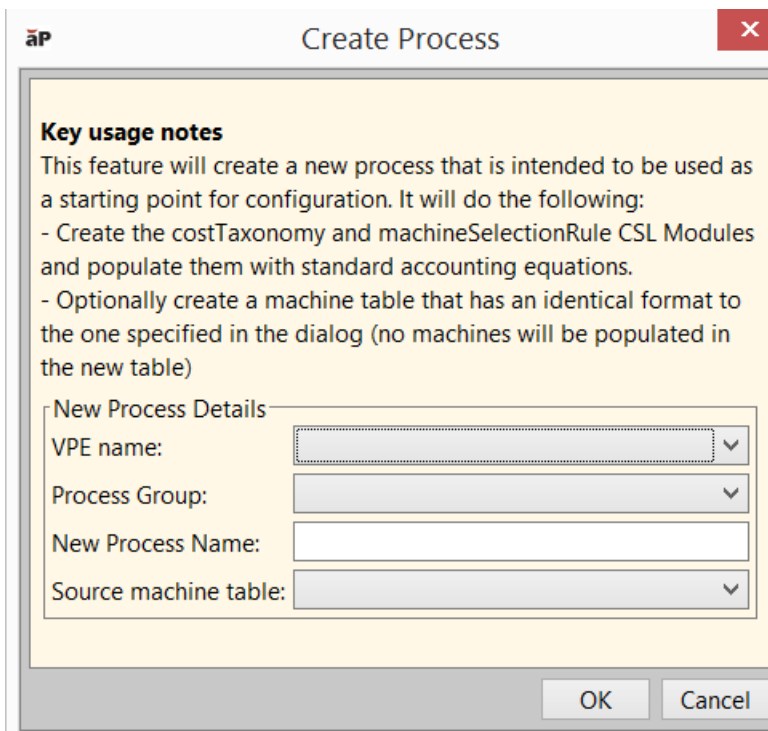 āP
Create Process
Key usage notes
This feature will create a new process that is intended to be used as
a starting point for configuration. It will do the following:
- Create the costTaxonomy and machineSelectionRule CSL Modules
and populate them with standard accounting equations.
- Optionally create a machine table that has an identical format to
the one specified in the dialog (no machines will be populated in
the new table)
New Process Details
VPE name:
Process Group:
New Process Name:
Source machine table:
OK
Cancel